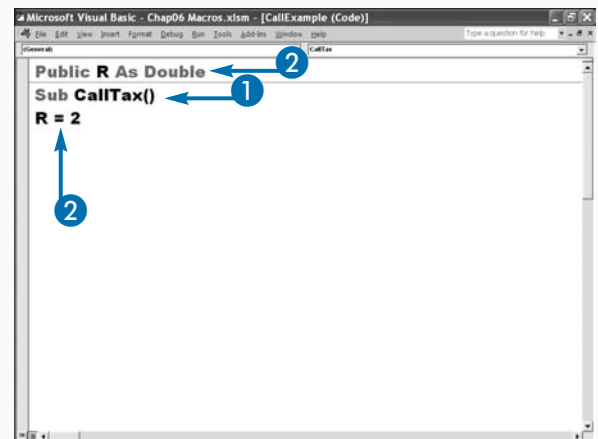 Microsoft Visual Basic - Chap06 Macros.xlsm - [CallExample (Code)]
File Edit View Insert Format Debug Run Tools Add-Ins Window Help Type a question for help
(General) CallTax
Public R As Double 2
Sub CallTax() 1
R = 2
2